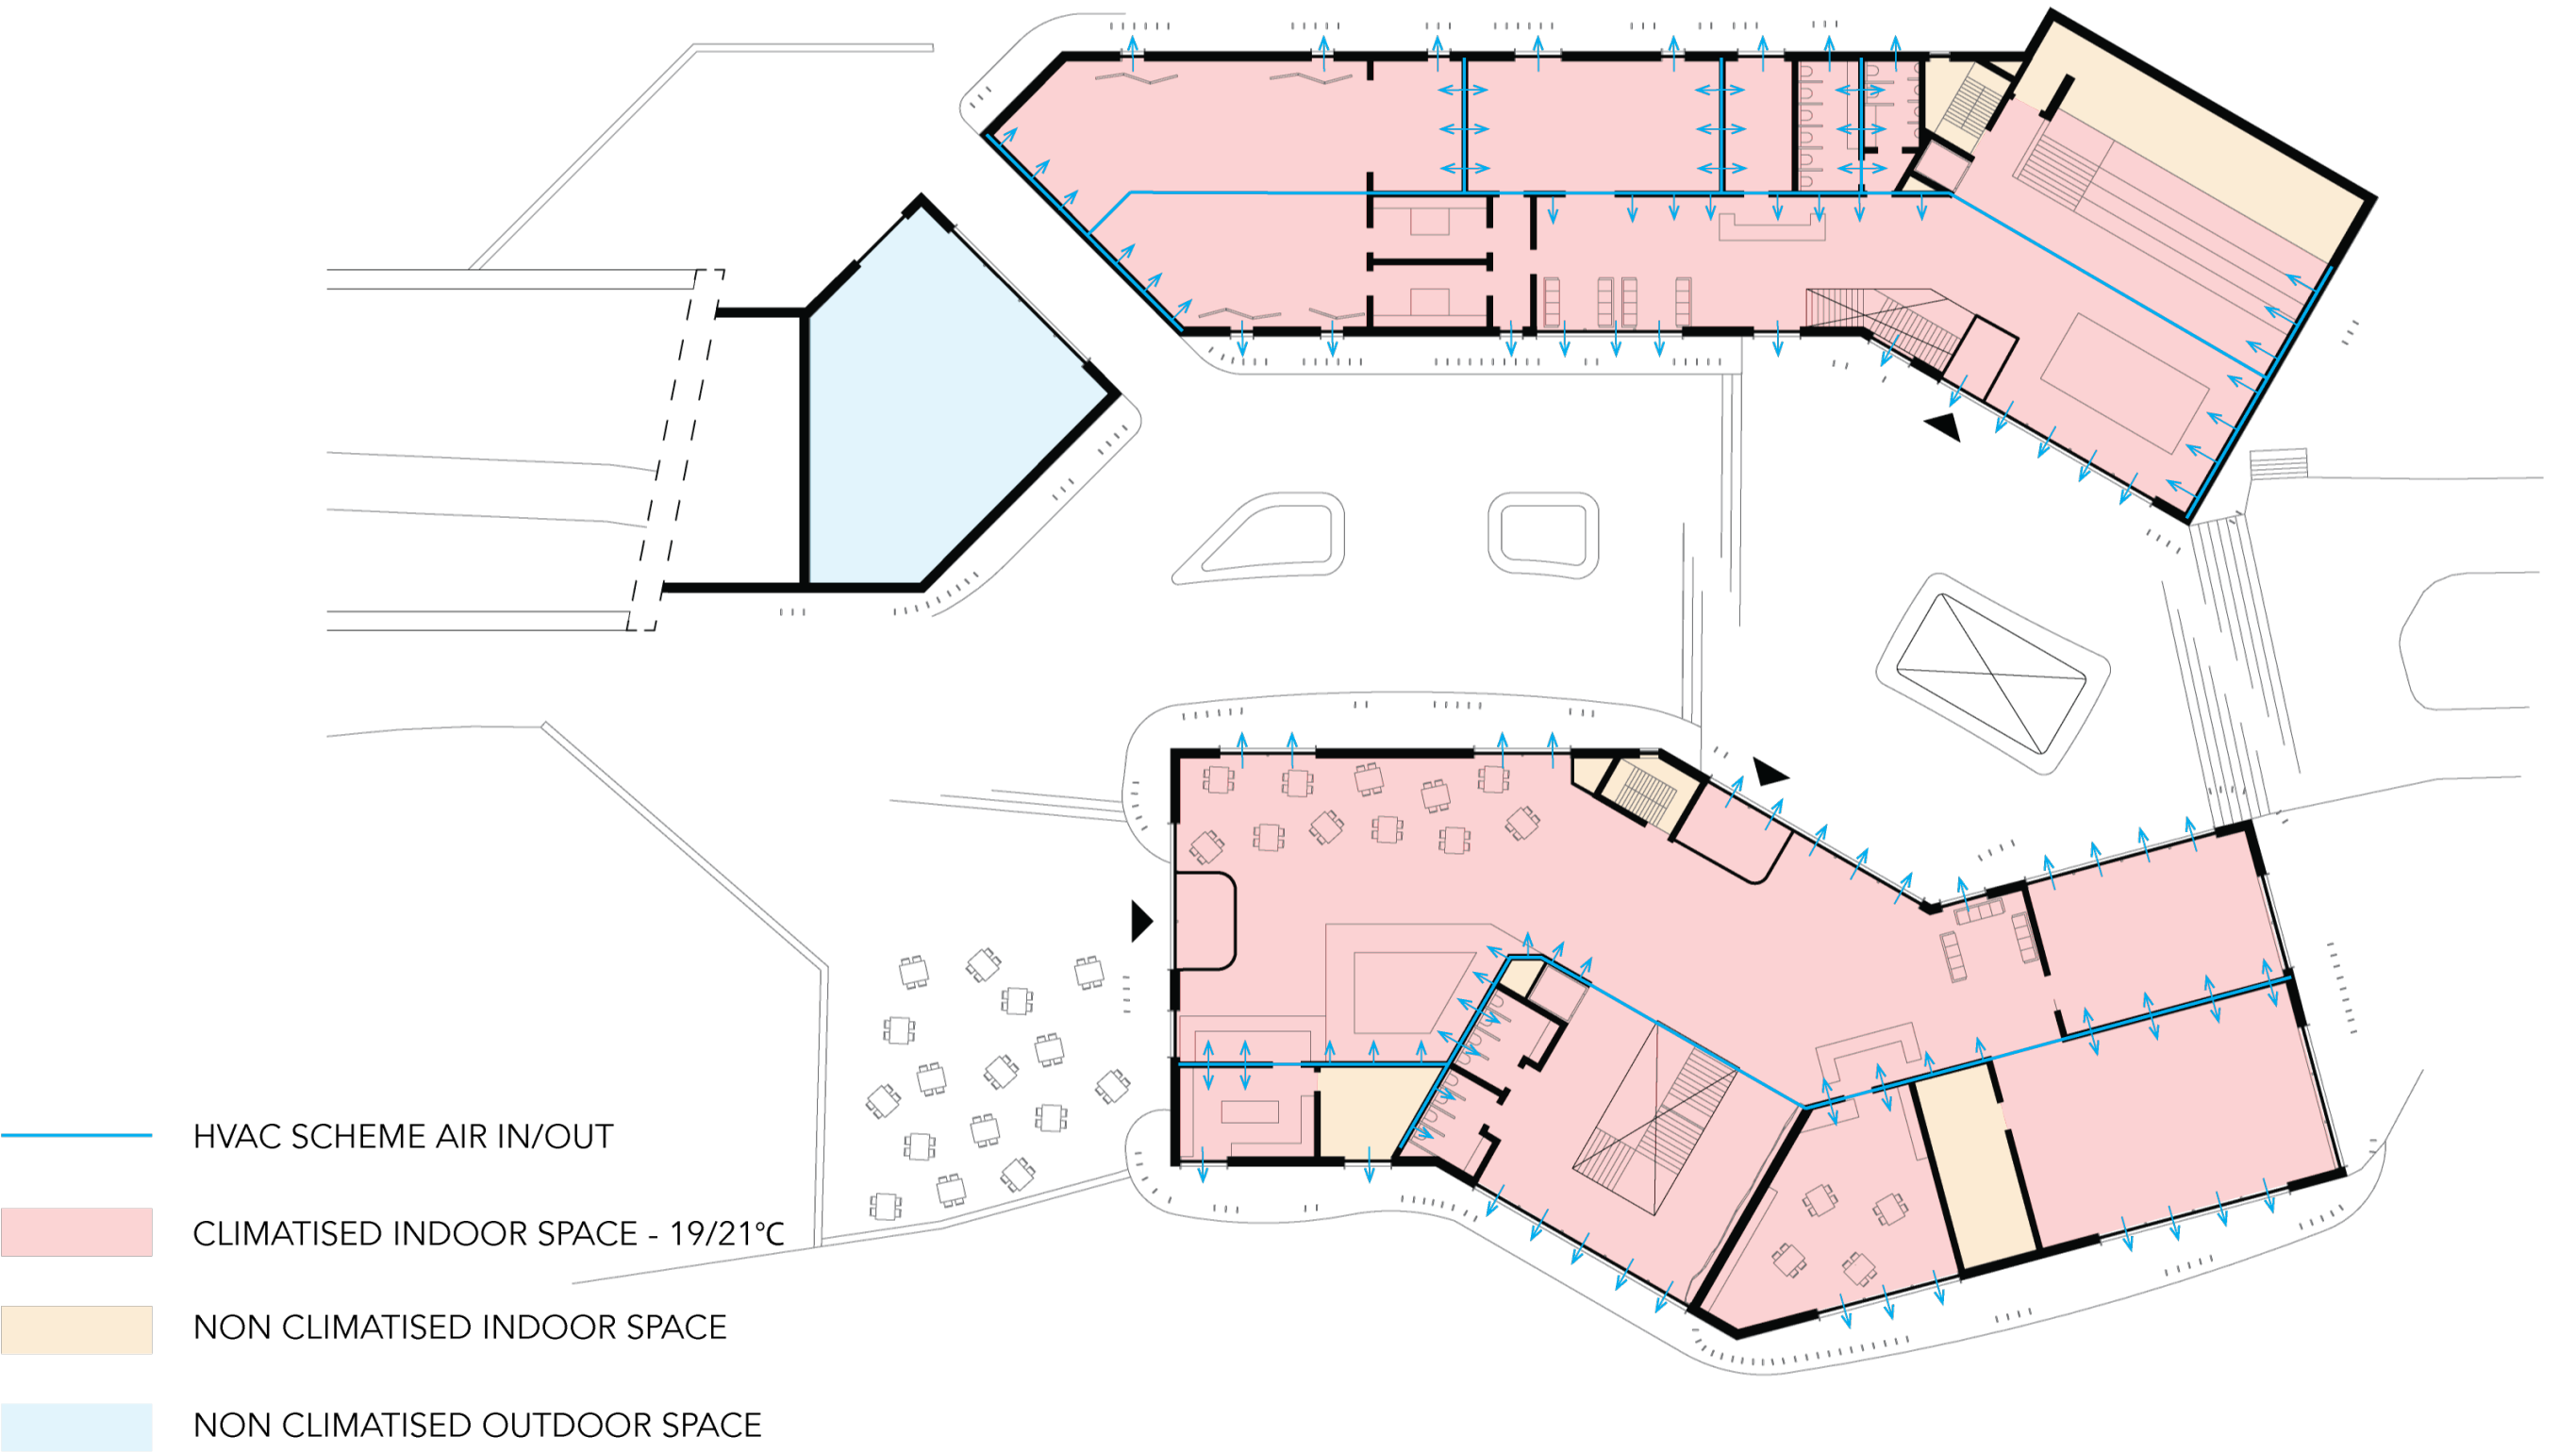 HVAC SCHEME AIR IN/OUT
CLIMATISED INDOOR SPACE - 19/21°C
NON CLIMATISED INDOOR SPACE
NON CLIMATISED OUTDOOR SPACE